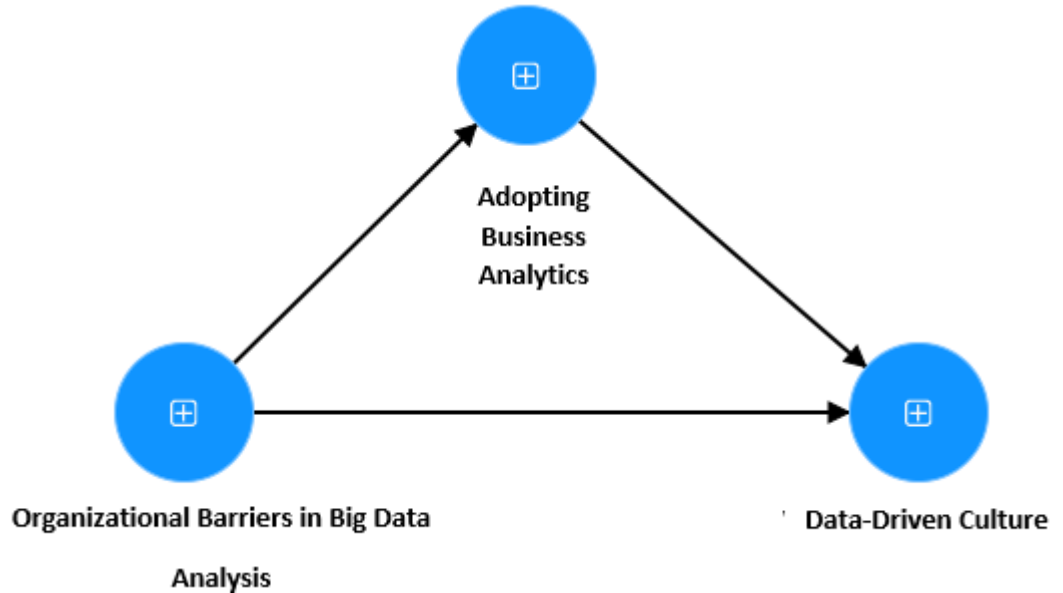 Adopting
Business
Analytics
Organizational Barriers in Big Data
Analysis
' Data-Driven Culture